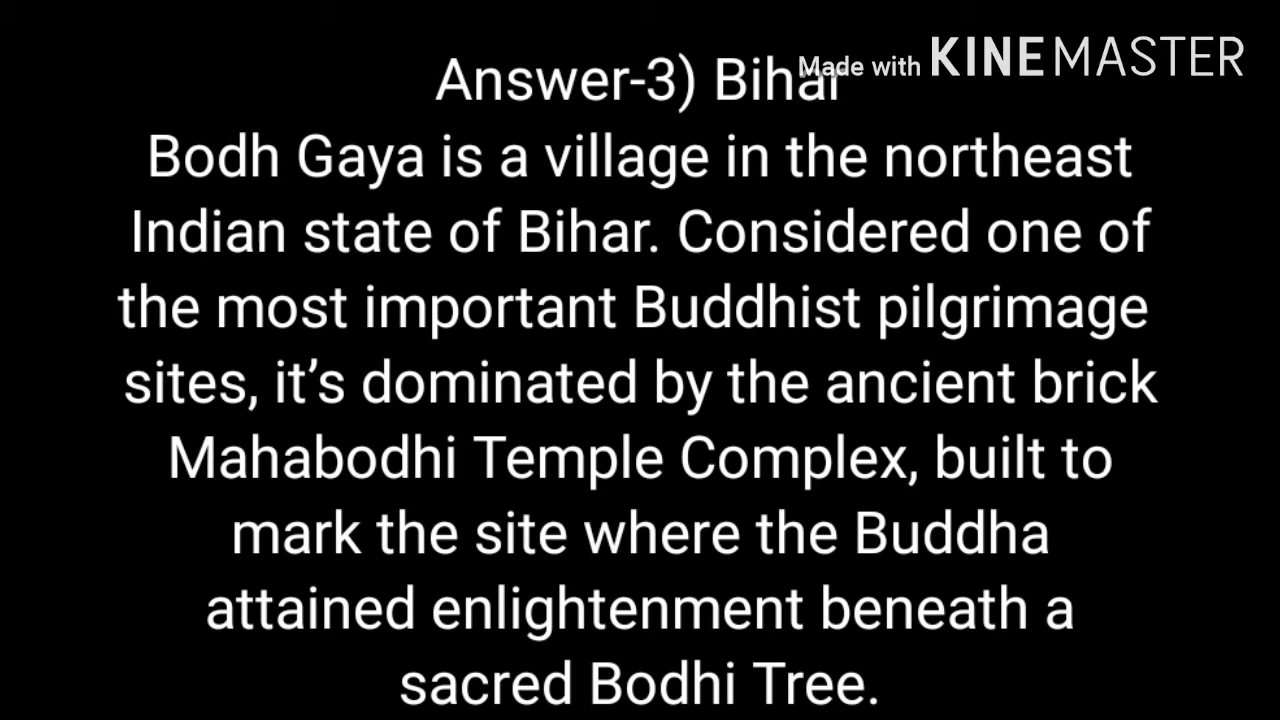 Made with KINEMASTER
Answer-3) Bihar
Bodh Gaya is a village in the northeast
Indian state of Bihar. Considered one of
the most important Buddhist pilgrimage
sites, it’s dominated by the ancient brick
Mahabodhi Temple Complex, built to
mark the site where the Buddha
attained enlightenment beneath a
sacred Bodhi Tree.